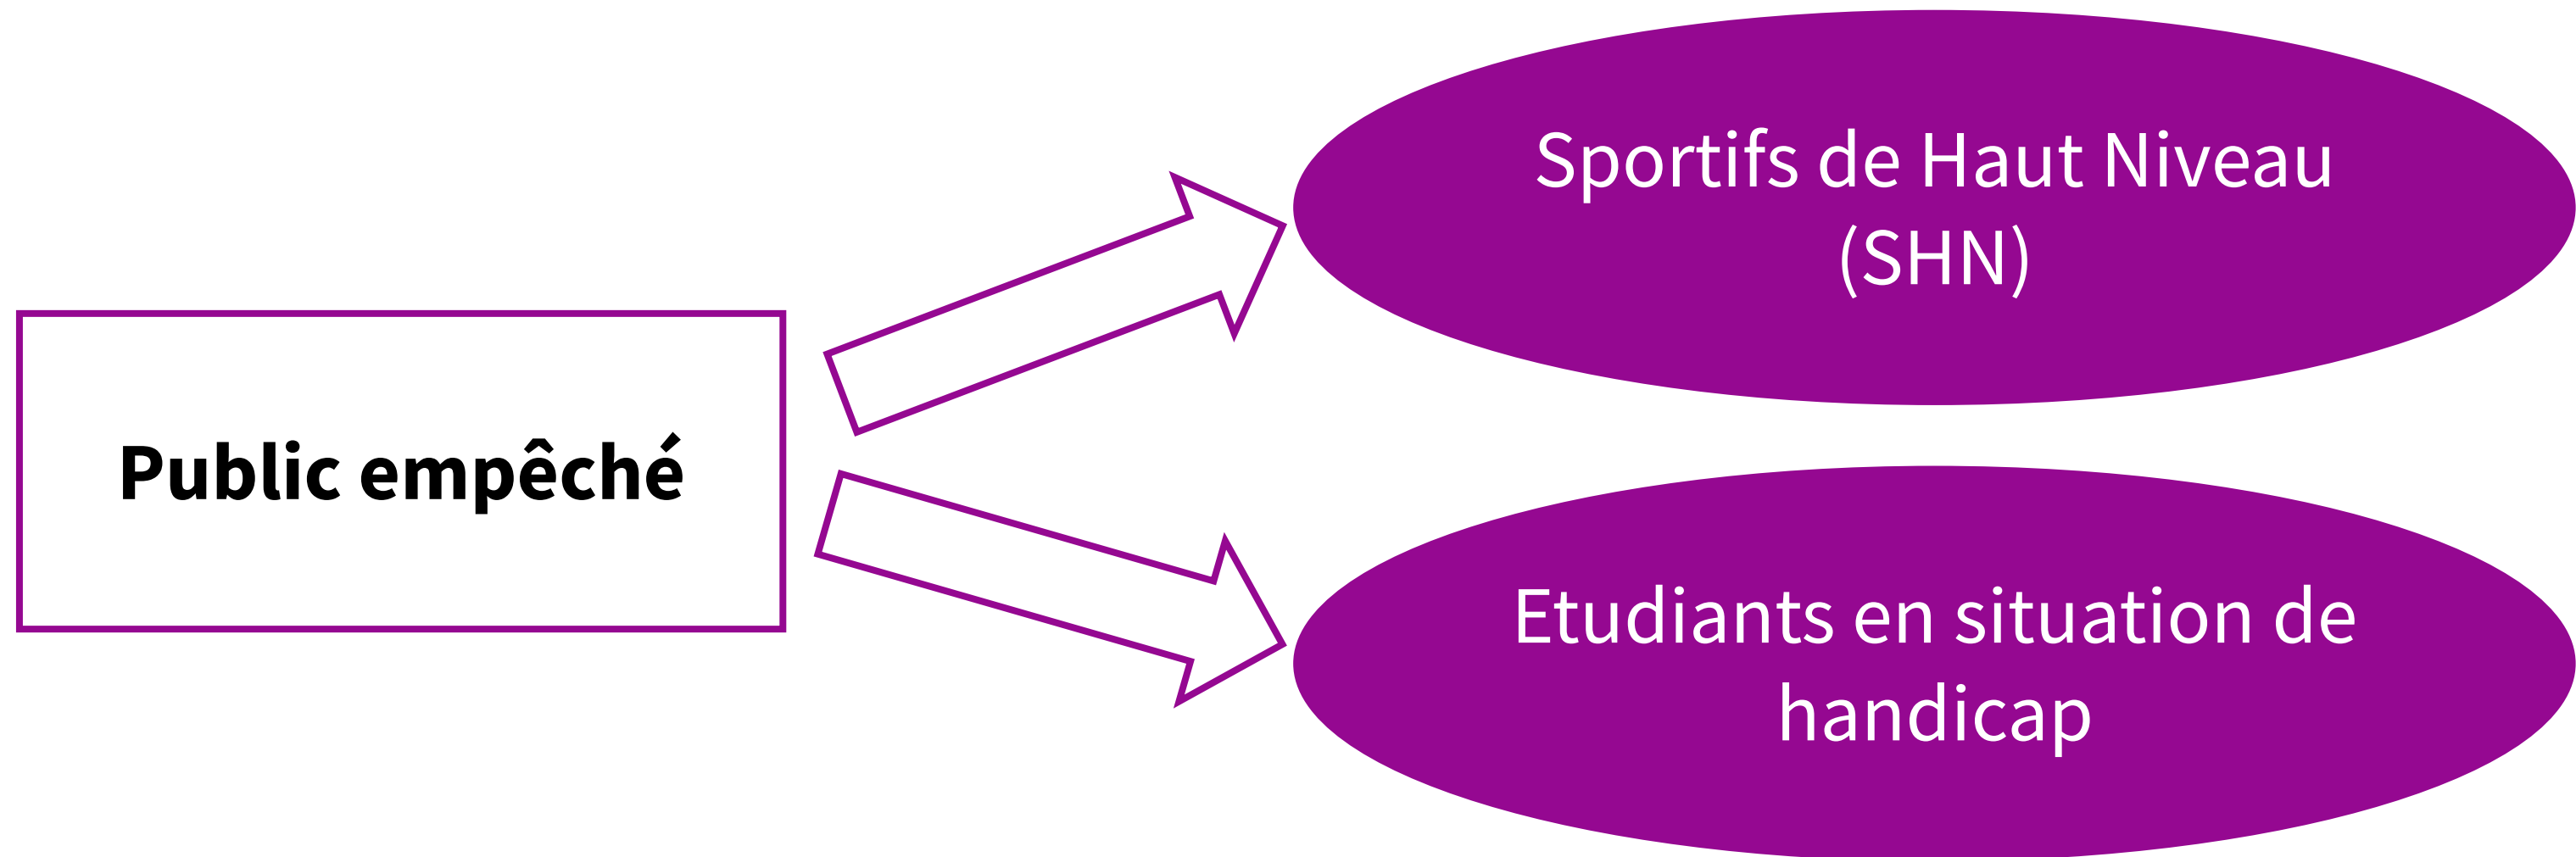 Public empêché
Sportifs de Haut Niveau
(SHN)
Etudiants en situation de
handicap